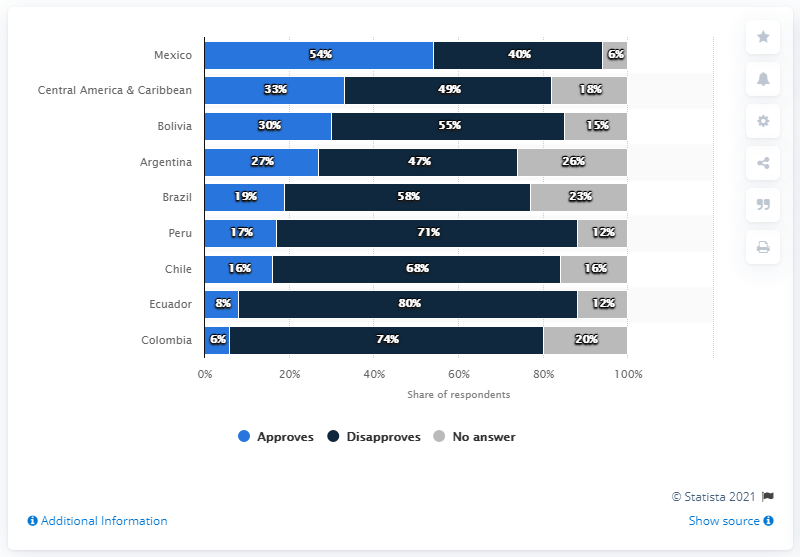 Mexico 54% 40% 6%
Central America & Caribbean 33% 49% 18%
Bolivia 30% 55% 15%
Argentina 27% 47% 26%
Brazil 19% 58% 23%
Peru 17% 71% 12%
Chile 16% 68% 16%
Ecuador 8% 80% 12%
Colombia 6% 74% 20%
0% 20% 40% 60% 80% 100%
Share of respondents
Approves Disapproves No answer
© Statista 2021
Additional Information Show source